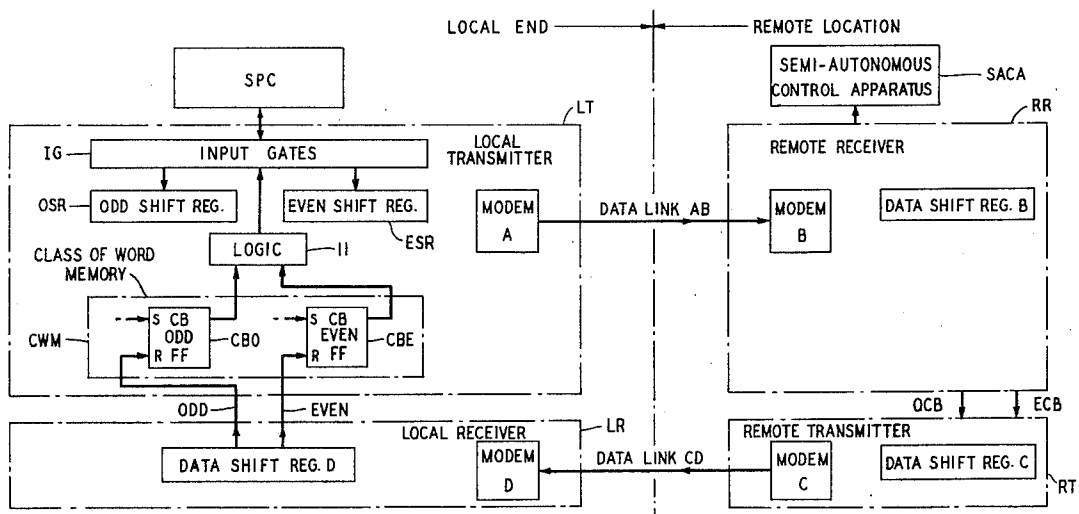 LOCAL END
REMOTE LOCATION
SPC
SEMI-AUTONOMOUS
CONTROL APPARATUS
SACA
LT
RR
IG
INPUT GATES
LOCAL
TRANSMITTER
REMOTE RECEIVER
OSR
ODD SHIFT REG.
EVEN SHIFT REG.
ESR
MODEM
A
DATA LINK AB
MODEM
B
DATA SHIFT REG. B
LOGIC
11
CLASS OF WORD
MEMORY
CWM
S CB
ODD
R FF
CBO
S CB
EVEN
R FF
CBE
ODD
EVEN
OCB
ECB
LOCAL RECEIVER
LR
DATA SHIFT REG. D
MODEM
D
DATA LINK CD
REMOTE TRANSMITTER
MODEM
C
DATA SHIFT REG. C
RT